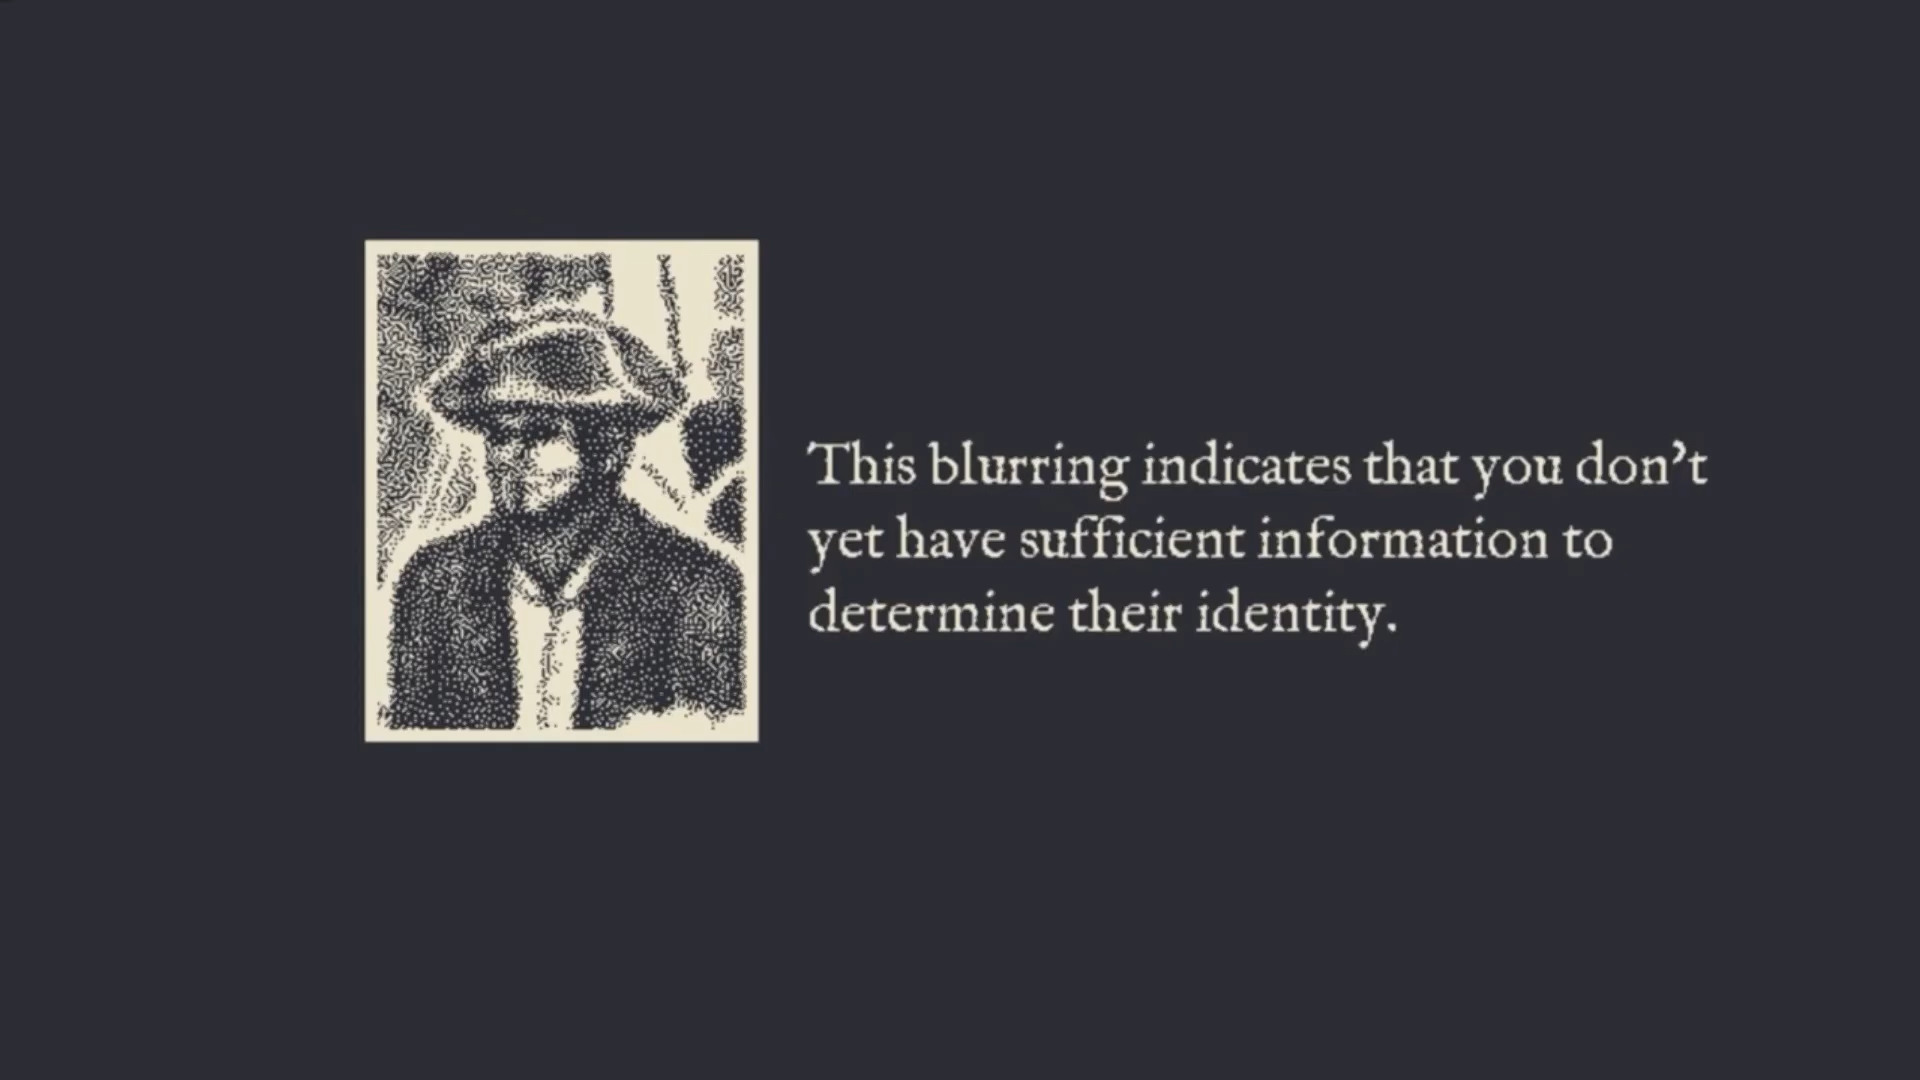 This blurring indicates that you don’t
yet have sufficient information to
determine their identity.